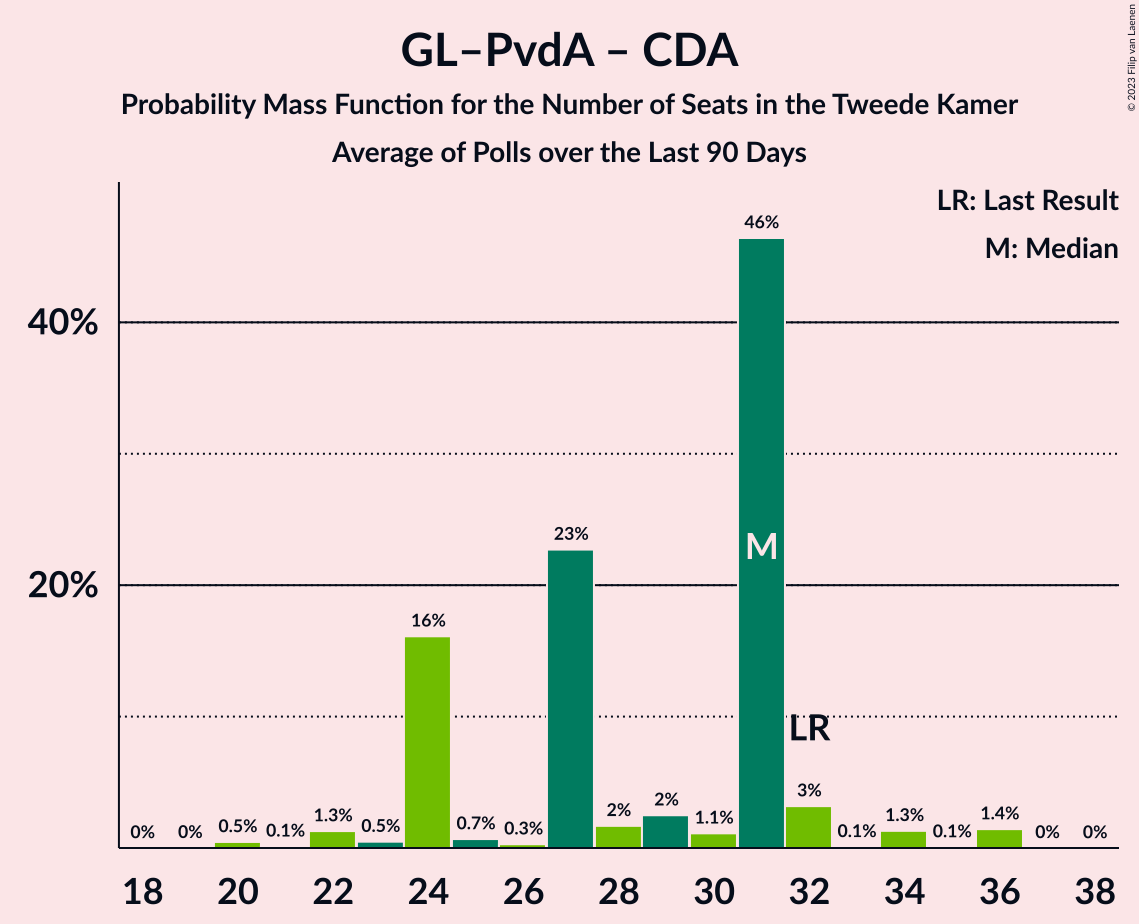 GL–PvdA – CDA
Probability Mass Function for the Number of Seats in the Tweede Kamer
Average of Polls over the Last 90 Days
© 2023 Filip van Laenen
LR: Last Result
M: Median
40%
20%
0%
0%
0.5%
0.1%
1.3%
0.5%
16%
0.7%
0.3%
23%
2%
2%
1.1%
46%
M
3%
LR
0.1%
1.3%
0.1%
1.4%
0%
0%
18 20 22 24 26 28 30 32 34 36 38